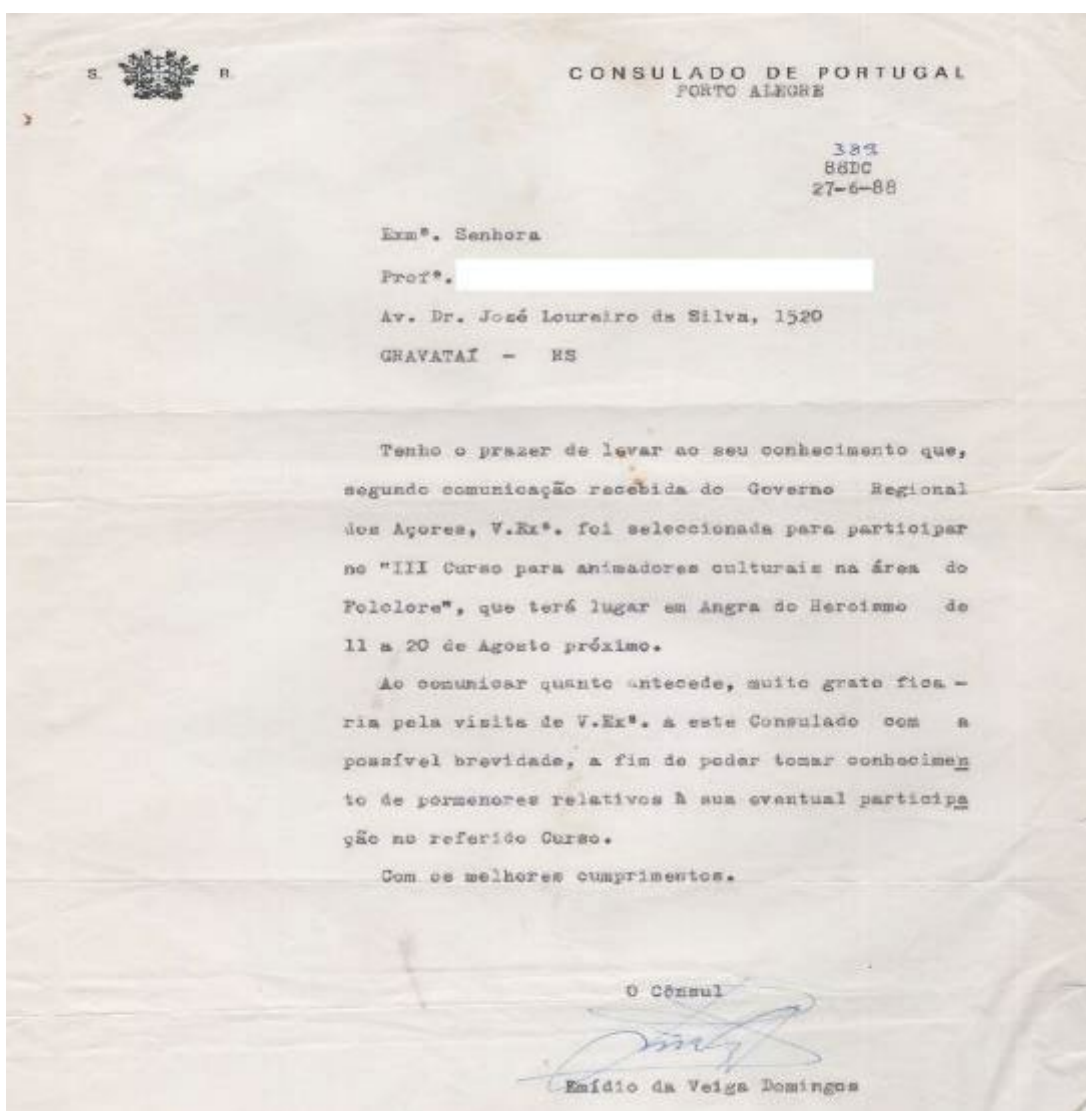 S. R.
CONSULADO DE PORTUGAL
PORTO ALEGRE
389
88DC
27-6-88
Exmª. Senhora
Profª.
Av. Dr. José Loureiro da Silva, 1520
GRAVATAÍ - RS
Tenho o prazer de levar ao seu conhecimento que,
segundo comunicação recebida do Governo Regional
dos Açores, V.Exª. foi seleccionada para participar
no "III Curso para animadores culturais na área do
Folclore", que terá lugar em Angra do Heroismo de
11 a 20 de Agosto próximo.
Ao comunicar quanto antecede, muito grato fica -
ria pela visita de V.Exª. a este Consulado com a
possível brevidade, a fim de poder tomar conhecimen
to de pormenores relativos à sua eventual participa
ção no referido Curso.
Com os melhores cumprimentos.
O Cônsul
Emídio da Veiga Domingos